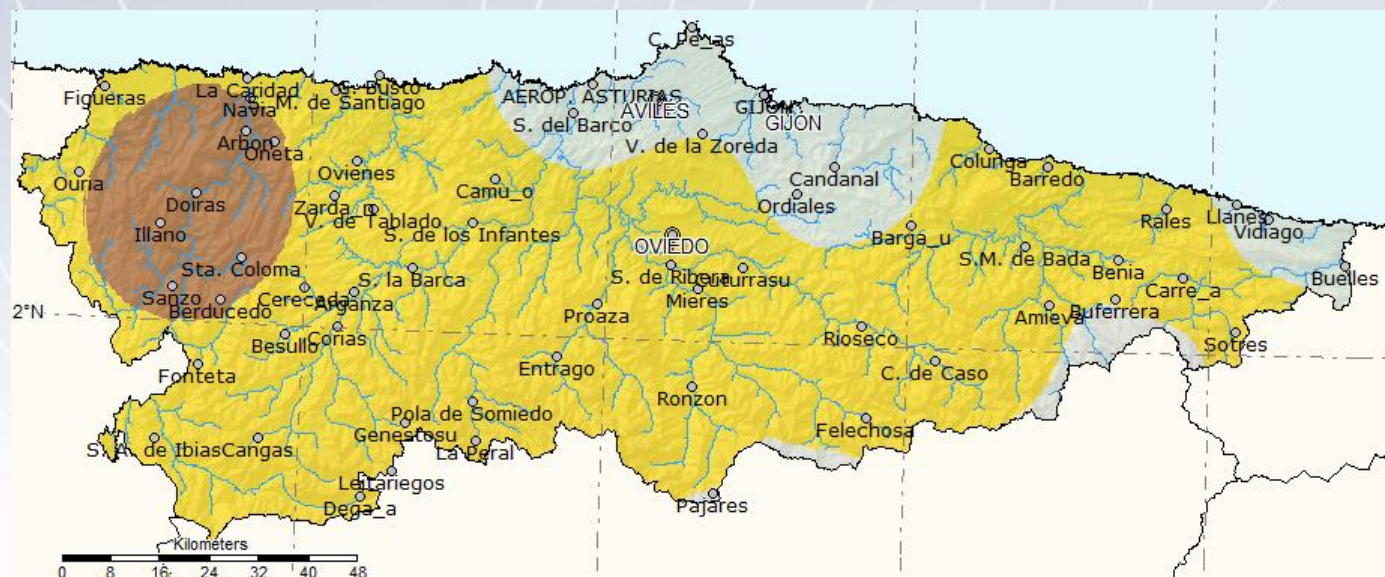 C. Pe_as
Figueras
La Caridad
C. Busto
Navia
S. M. de Santiago
AEROP. ASTURIAS
AVILES
GIJON
GIJÓN
S. del Barco
V. de la Zoreda
Arbon
Oneta
Colunga
Barredo
Ouria
Ovienes
Camu_o
Candanal
Doiras
Zarda_n
V. de Tablado
Ordiales
Rales
Llanes
Vidiago
Illano
S. de los Infantes
OVIEDO
Barga_u
S.M. de Bada
Sta. Coloma
S. la Barca
S. de Ribera
Cuturrasu
Benia
Buelles
Sanzo
Cereceda
Arganza
Mieres
Carre_a
2°N
Berducedo
Proaza
Amieva
Buferrera
Besullo
Corias
Rioseco
Sotres
Fonteta
Entrago
C. de Caso
Ronzon
Pola de Somiedo
Genestosu
Felechosa
S. A. de Ibias
Cangas
La Peral
Leitariegos
Dega_a
Pajares
Kilometers
0 8 16 24 32 40 48